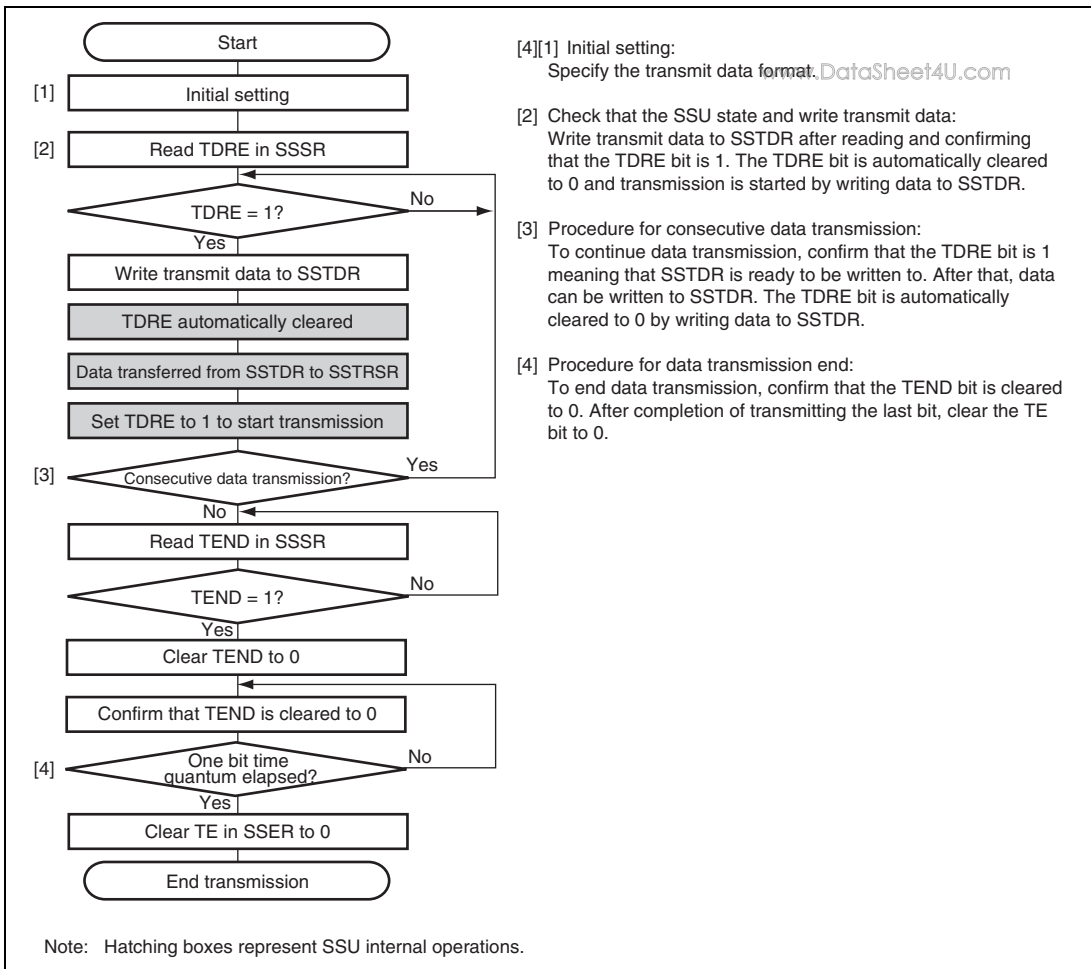 Start
[1] Initial setting
[2] Read TDRE in SSSR
TDRE = 1?
No
Yes
Write transmit data to SSTDR
TDRE automatically cleared
Data transferred from SSTDR to SSTRSR
Set TDRE to 1 to start transmission
[3] Consecutive data transmission?
Yes
No
Read TEND in SSSR
TEND = 1?
No
Yes
Clear TEND to 0
Confirm that TEND is cleared to 0
[4] One bit time
quantum elapsed?
No
Yes
Clear TE in SSER to 0
End transmission
[4][1] Initial setting:
Specify the transmit data format.
www.DataSheet4U.com
[2] Check that the SSU state and write transmit data:
Write transmit data to SSTDR after reading and confirming
that the TDRE bit is 1. The TDRE bit is automatically cleared
to 0 and transmission is started by writing data to SSTDR.
[3] Procedure for consecutive data transmission:
To continue data transmission, confirm that the TDRE bit is 1
meaning that SSTDR is ready to be written to. After that, data
can be written to SSTDR. The TDRE bit is automatically
cleared to 0 by writing data to SSTDR.
[4] Procedure for data transmission end:
To end data transmission, confirm that the TEND bit is cleared
to 0. After completion of transmitting the last bit, clear the TE
bit to 0.
Note: Hatching boxes represent SSU internal operations.